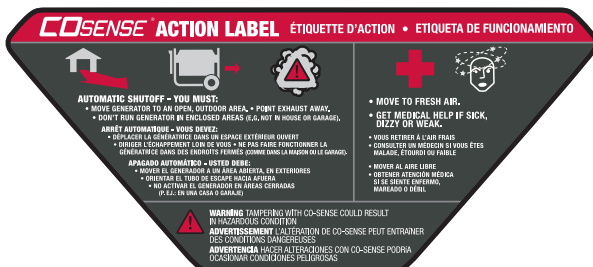 COSENSE® ACTION LABEL ÉTIQUETTE D'ACTION • ETIQUETA DE FUNCIONAMIENTO
AUTOMATIC SHUTOFF – YOU MUST:
• MOVE GENERATOR TO AN OPEN, OUTDOOR AREA. • POINT EXHAUST AWAY.
• DON'T RUN GENERATOR IN ENCLOSED AREAS (E,G, NOT IN HOUSE OR GARAGE).
ARRÊT AUTOMATIQUE – VOUS DEVEZ:
• DÉPLACER LA GÉNÉRATRICE DANS UN ESPACE EXTÉRIEUR OUVERT
• DIRIGER L'ÉCHAPPEMENT LOIN DE VOUS • NE PAS FAIRE FONCTIONNER LA
GÉNÉRATRICE DANS DES ENDROITS FERMÉS (COMME DANS LA MAISON OU LE GARAGE).
APAGADO AUTOMÁTICO – USTED DEBE:
• MOVER EL GENERADOR A UN ÁREA ABIERTA, EN EXTERIORES
• ORIENTAR EL TUBO DE ESCAPE HACIA AFUERA
• NO ACTIVAR EL GENERADOR EN ÁREAS CERRADAS
(P. EJ.: EN UNA CASA O GARAJE)
• MOVE TO FRESH AIR.
• GET MEDICAL HELP IF SICK,
DIZZY OR WEAK.
• VOUS RETIRER À L'AIR FRAIS
• CONSULTER UN MÉDECIN SI VOUS ÊTES
MALADE, ÉTOURDI OU FAIBLE
• MOVER AL AIRE LIBRE
• OBTENER ATENCIÓN MÉDICA
SI SE SIENTE ENFERMO,
MAREADO O DÉBIL
WARNING TAMPERING WITH CO-SENSE COULD RESULT
IN HAZARDOUS CONDITION
ADVERTISSEMENT L'ALTÉRATION DE CO-SENSE PEUT ENTRAÎNER
DES CONDITIONS DANGEREUSES
ADVERTENCIA HACER ALTERACIONES CON CO-SENSE PODRÍA
OCASIONAR CONDICIONES PELIGROSAS